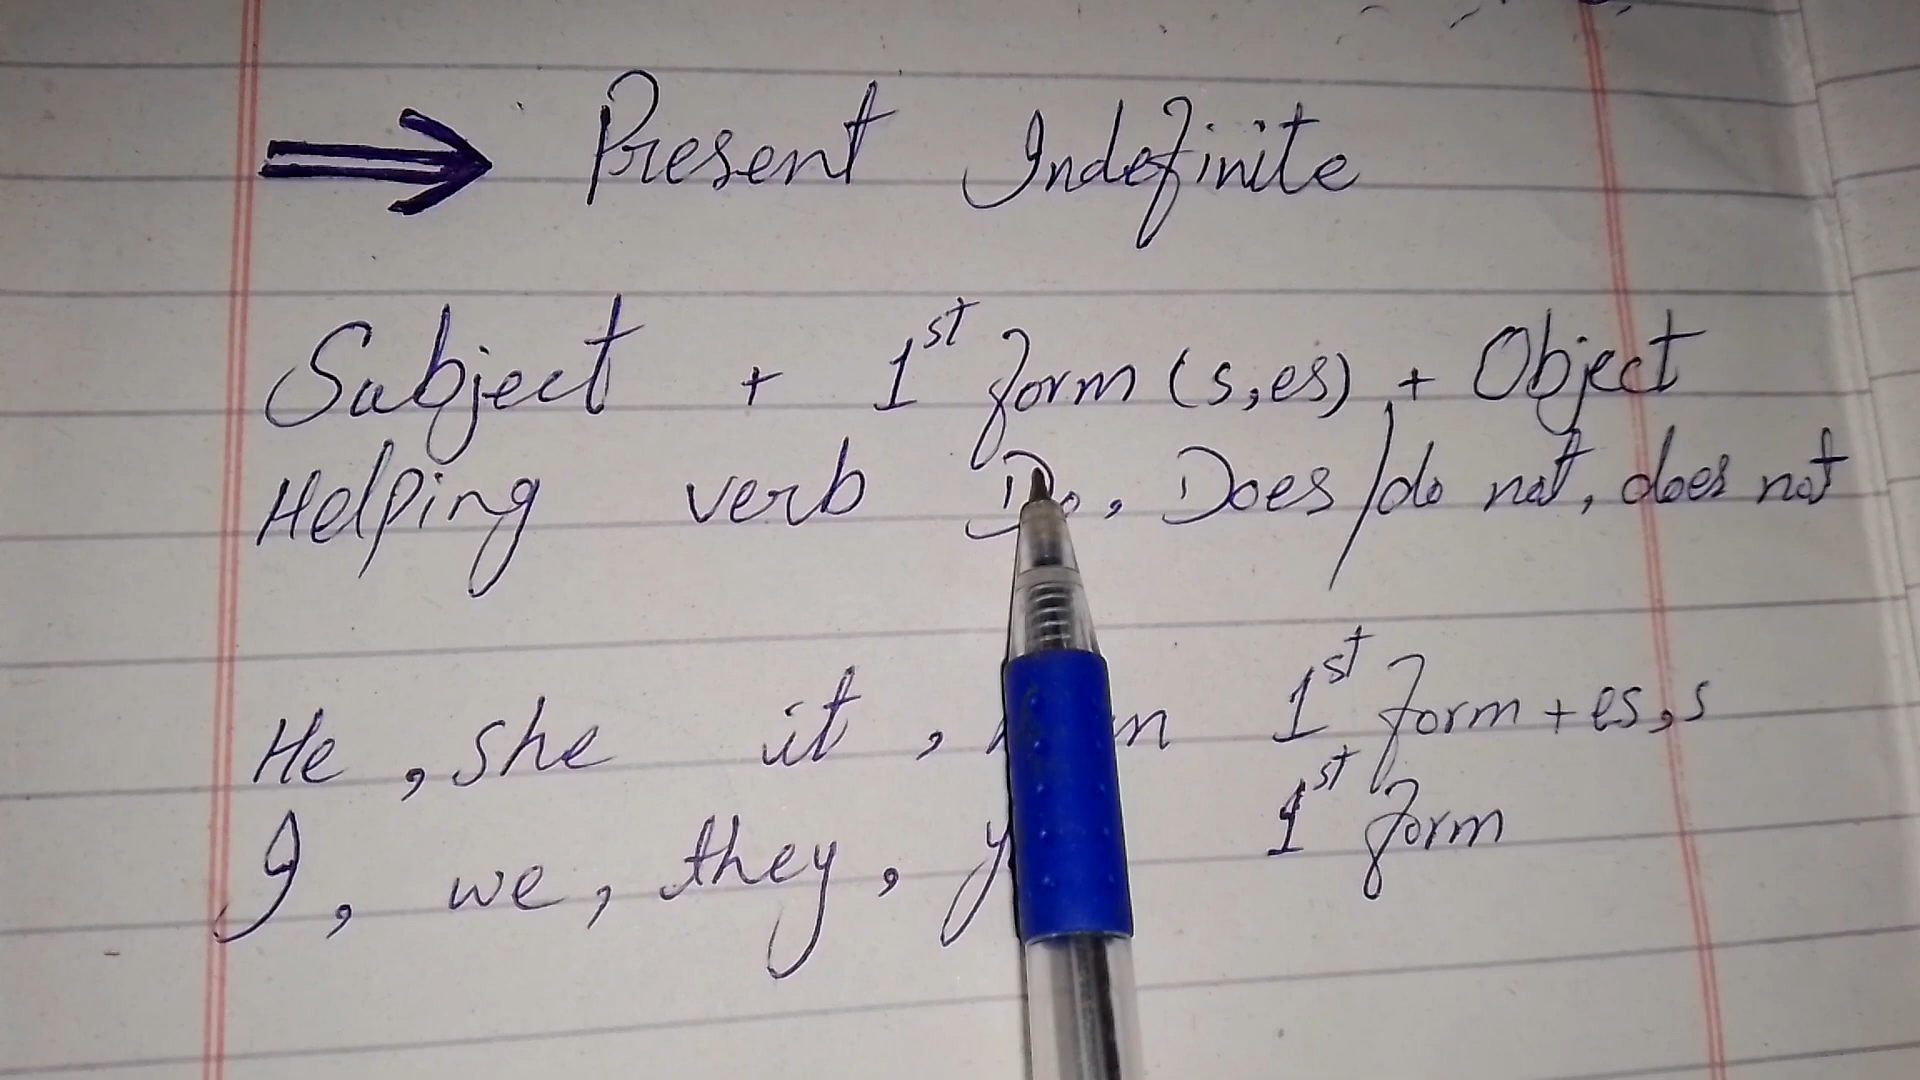 ⇒ Present Indefinite
Subject + 1st form (s,es) + Object
Helping verb Do, Does/do not, does not
He, she it, 1st form + es, s
I, we, they, 1st form